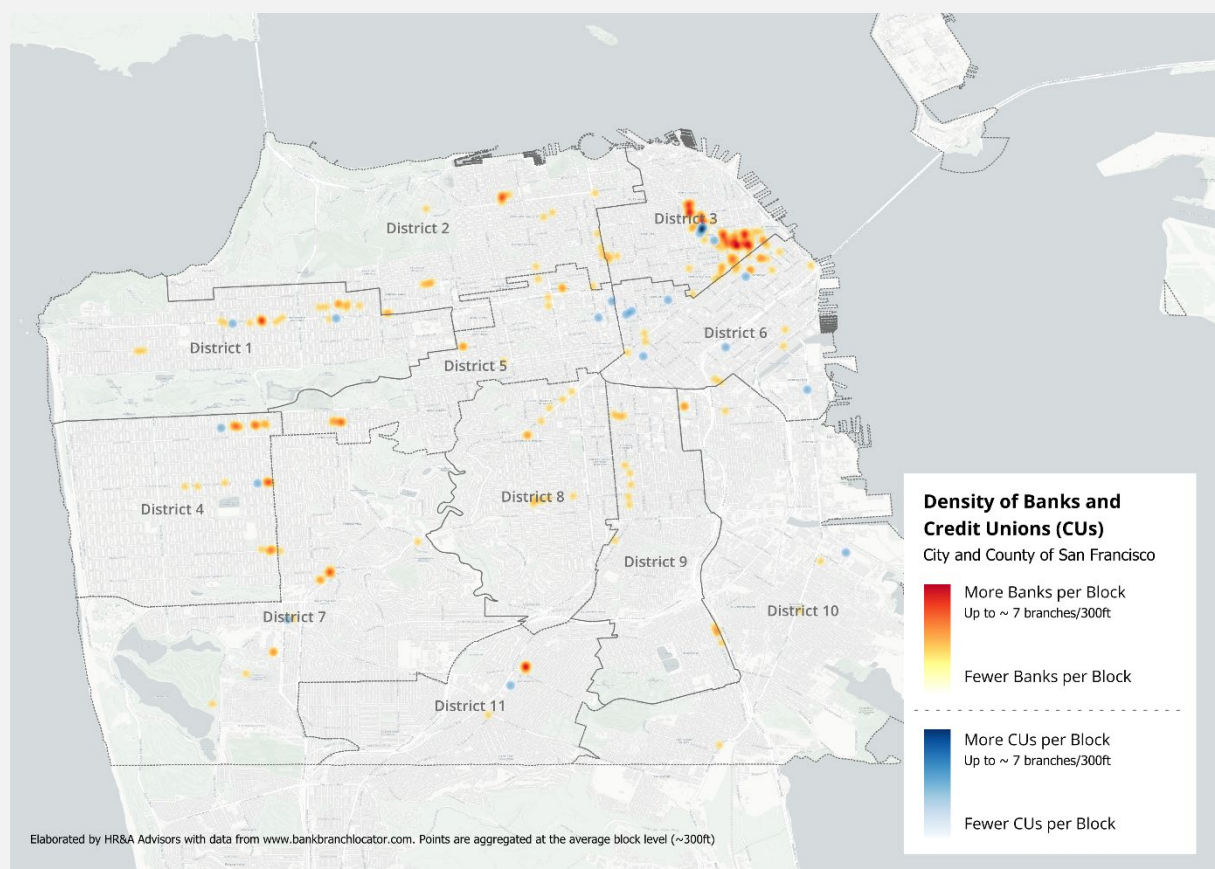 District 2
District 3
District 1
District 5
District 6
District 4
District 8
District 9
District 7
District 10
District 11
Density of Banks and
Credit Unions (CUs)
City and County of San Francisco
More Banks per Block
Up to ~ 7 branches/300ft
Fewer Banks per Block
More CUs per Block
Up to ~ 7 branches/300ft
Fewer CUs per Block
Elaborated by HR&A Advisors with data from www.bankbranchlocator.com. Points are aggregated at the average block level (~300ft)